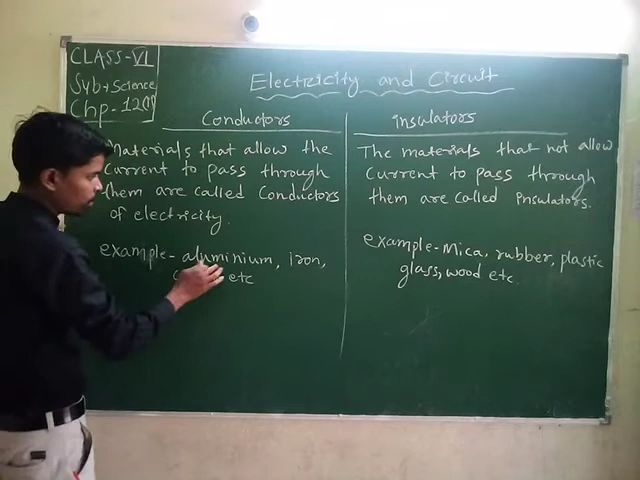 CLASS-VI
Sub+Science
Chp-12
Electricity and Circuit
Conductors
Materials that allow the
Current to pass through
them are called Conductors
of electricity.
example- aluminium, iron,
etc
insulators
The materials that not allow
Current to pass through
them are called insulators.
example- Mica, rubber, plastic
glass, wood etc.